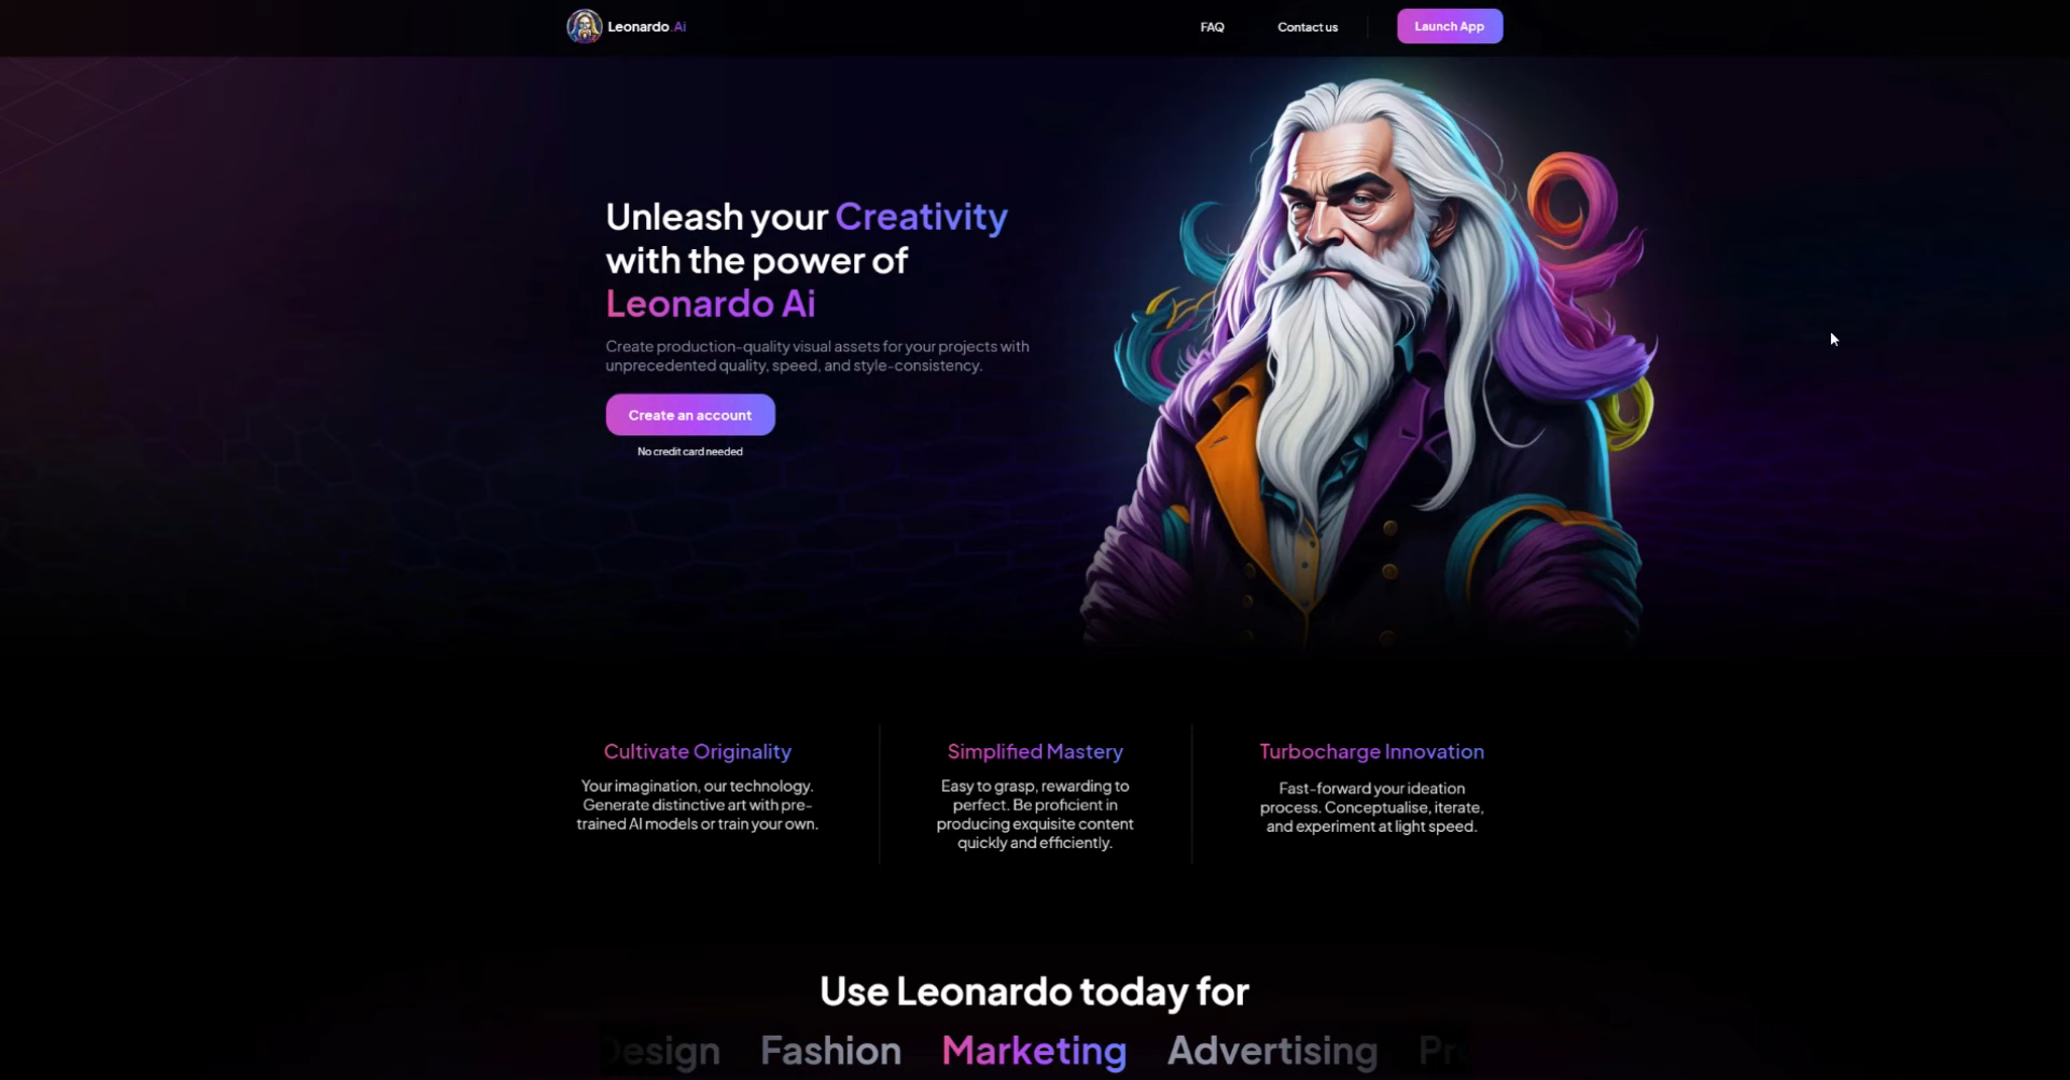 Leonardo.Ai
FAQ
Contact us
Launch App
Unleash your Creativity
with the power of
Leonardo Ai
Create production-quality visual assets for your projects with
unprecedented quality, speed, and style-consistency.
Create an account
No credit card needed
Cultivate Originality
Your imagination, our technology.
Generate distinctive art with pre-
trained AI models or train your own.
Simplified Mastery
Easy to grasp, rewarding to
perfect. Be proficient in
producing exquisite content
quickly and efficiently.
Turbocharge Innovation
Fast-forward your ideation
process. Conceptualise, iterate,
and experiment at light speed.
Use Leonardo today for
Design Fashion Marketing Advertising